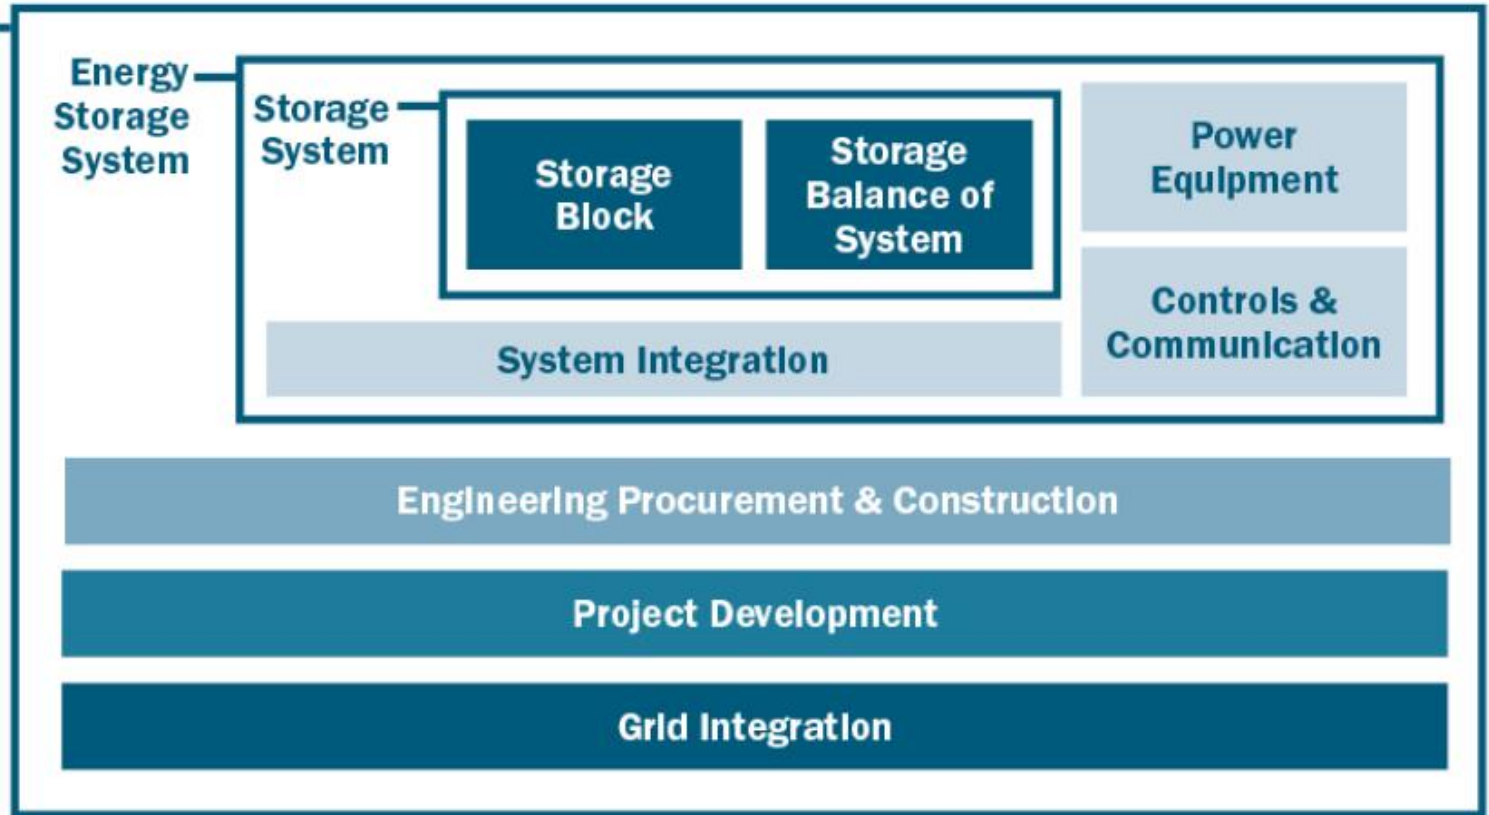 Energy
Storage
System
Storage
System
Storage
Block
Storage
Balance of
System
Power
Equipment
Controls &
Communication
System Integration
Engineering Procurement & Construction
Project Development
Grid Integration